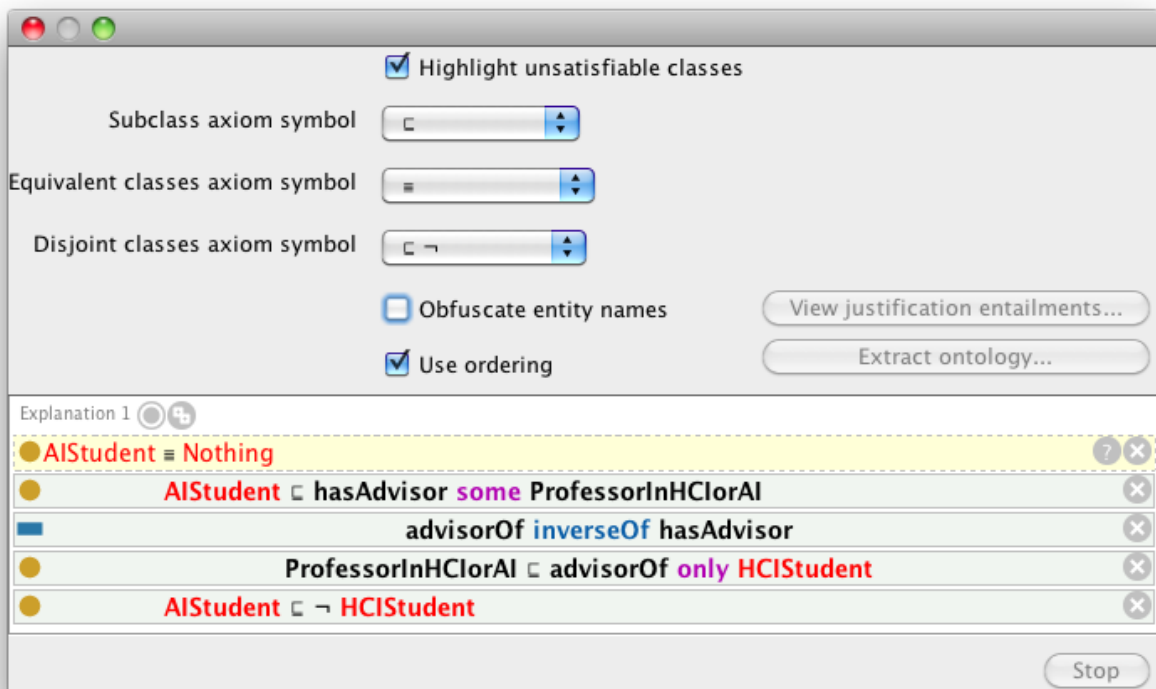 Highlight unsatisfiable classes
Subclass axiom symbol ⊏
Equivalent classes axiom symbol ≡
Disjoint classes axiom symbol ⊏ ¬
Obfuscate entity names View justification entailments...
Use ordering Extract ontology...
Explanation 1
AIStudent ≡ Nothing ?
AIStudent ⊏ hasAdvisor some ProfessorInHCIorAI
advisorOf inverseOf hasAdvisor
ProfessorInHCIorAI ⊏ advisorOf only HCIStudent
AIStudent ⊏ ¬ HCIStudent
Stop